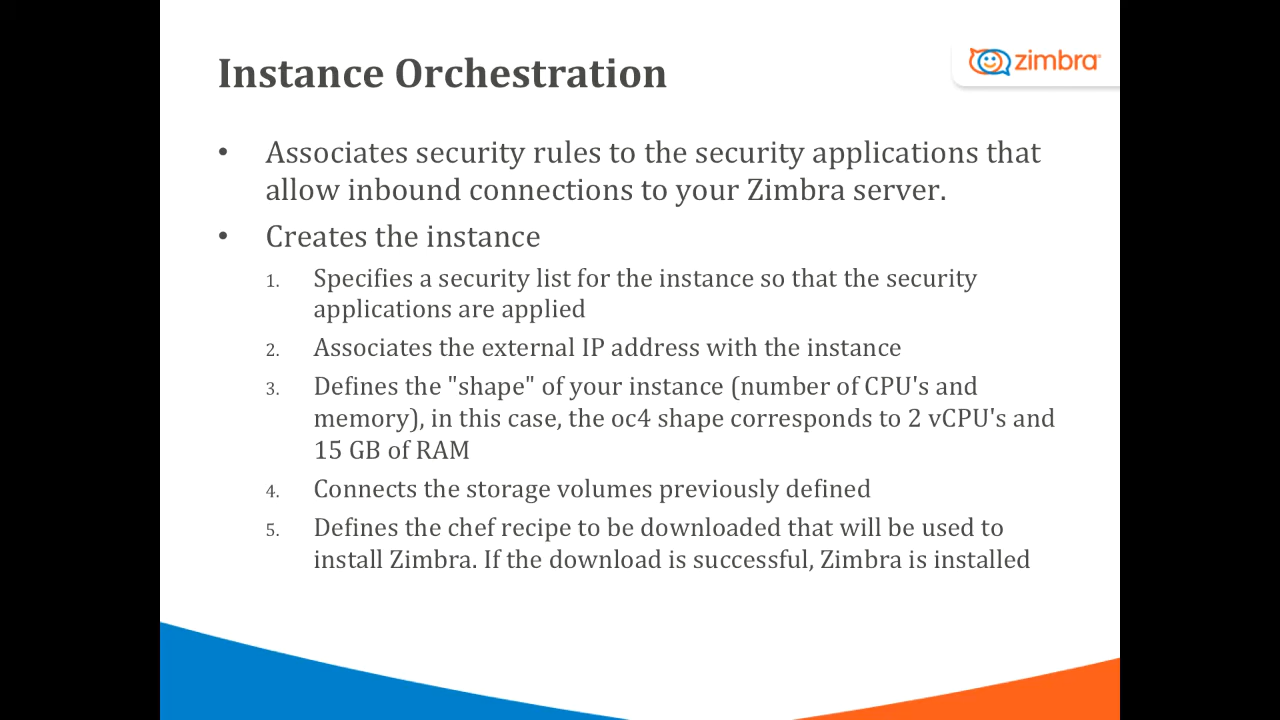 Instance Orchestration
zimbra
• Associates security rules to the security applications that
allow inbound connections to your Zimbra server.
• Creates the instance
1. Specifies a security list for the instance so that the security
applications are applied
2. Associates the external IP address with the instance
3. Defines the "shape" of your instance (number of CPU's and
memory), in this case, the oc4 shape corresponds to 2 vCPU's and
15 GB of RAM
4. Connects the storage volumes previously defined
5. Defines the chef recipe to be downloaded that will be used to
install Zimbra. If the download is successful, Zimbra is installed